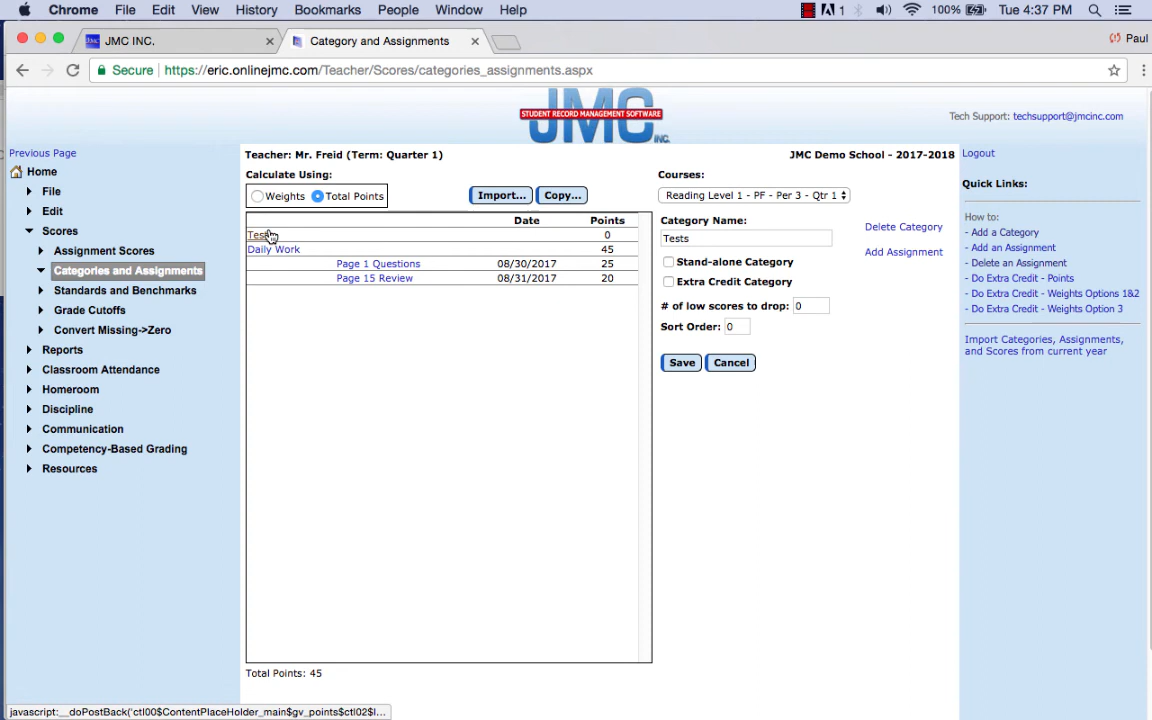 Chrome File Edit View History Bookmarks People Window Help 1 100% Tue 4:37 PM
JMC INC. Category and Assignments Paul
Secure https://eric.onlinejmc.com/Teacher/Scores/categories_assignments.aspx
JMC
STUDENT RECORD MANAGEMENT SOFTWARE
INC.
Tech Support: techsupport@jmcinc.com
Previous Page
Home
File
Edit
Scores
Assignment Scores
Categories and Assignments
Standards and Benchmarks
Grade Cutoffs
Convert Missing->Zero
Reports
Classroom Attendance
Homeroom
Discipline
Communication
Competency-Based Grading
Resources
Teacher: Mr. Freid (Term: Quarter 1) JMC Demo School - 2017-2018
Calculate Using:
Weights Total Points Import... Copy...
Date Points
Tests 0
Daily Work 45
Page 1 Questions 08/30/2017 25
Page 15 Review 08/31/2017 20
Total Points: 45
Courses:
Reading Level 1 - PF - Per 3 - Qtr 1
Category Name:
Tests
Stand-alone Category
Extra Credit Category
# of low scores to drop: 0
Sort Order: 0
Save Cancel
Delete Category
Add Assignment
Logout
Quick Links:
How to:
- Add a Category
- Add an Assignment
- Delete an Assignment
- Do Extra Credit - Points
- Do Extra Credit - Weights Options 1&2
- Do Extra Credit - Weights Option 3
Import Categories, Assignments,
and Scores from current year
javascript:__doPostBack('ctl00$ContentPlaceHolder_main$gv_points$ctl02$l...